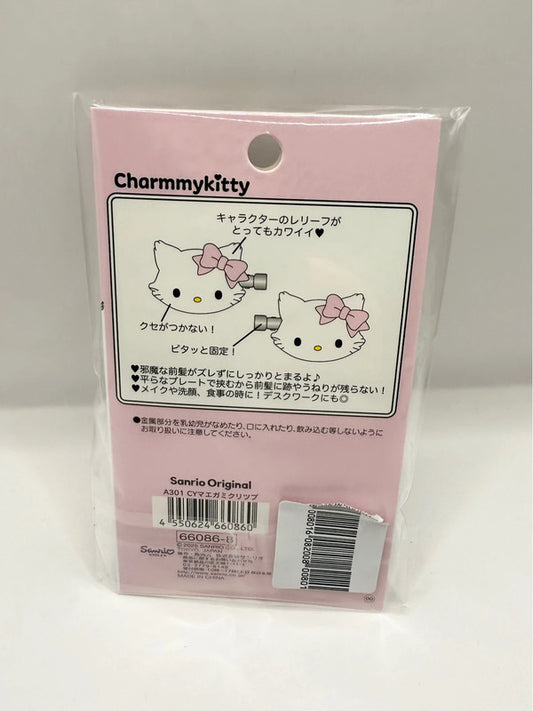 Charmmykitty
キャラクターのレリーフが
とってもカワイイ♥
クセがつかない！
ピタッと固定！
♥邪魔な前髪がズレずにしっかりとまるよ♪
♥平らなプレートで挟むから前髪に跡やうねりが残らない！
♥メイクや洗顔、食事の時に！デスクワークにも◎
●金属部分を乳幼児がなめたり、口に入れたり、飲み込む等しないように
お取り扱いに注意してください。
Sanrio Original
A301 CYマエガミクリップ
4 550624 660860
66086-8
SANRIO CO., LTD.
TOKYO, JAPAN
MADE IN CHINA
Sanrio